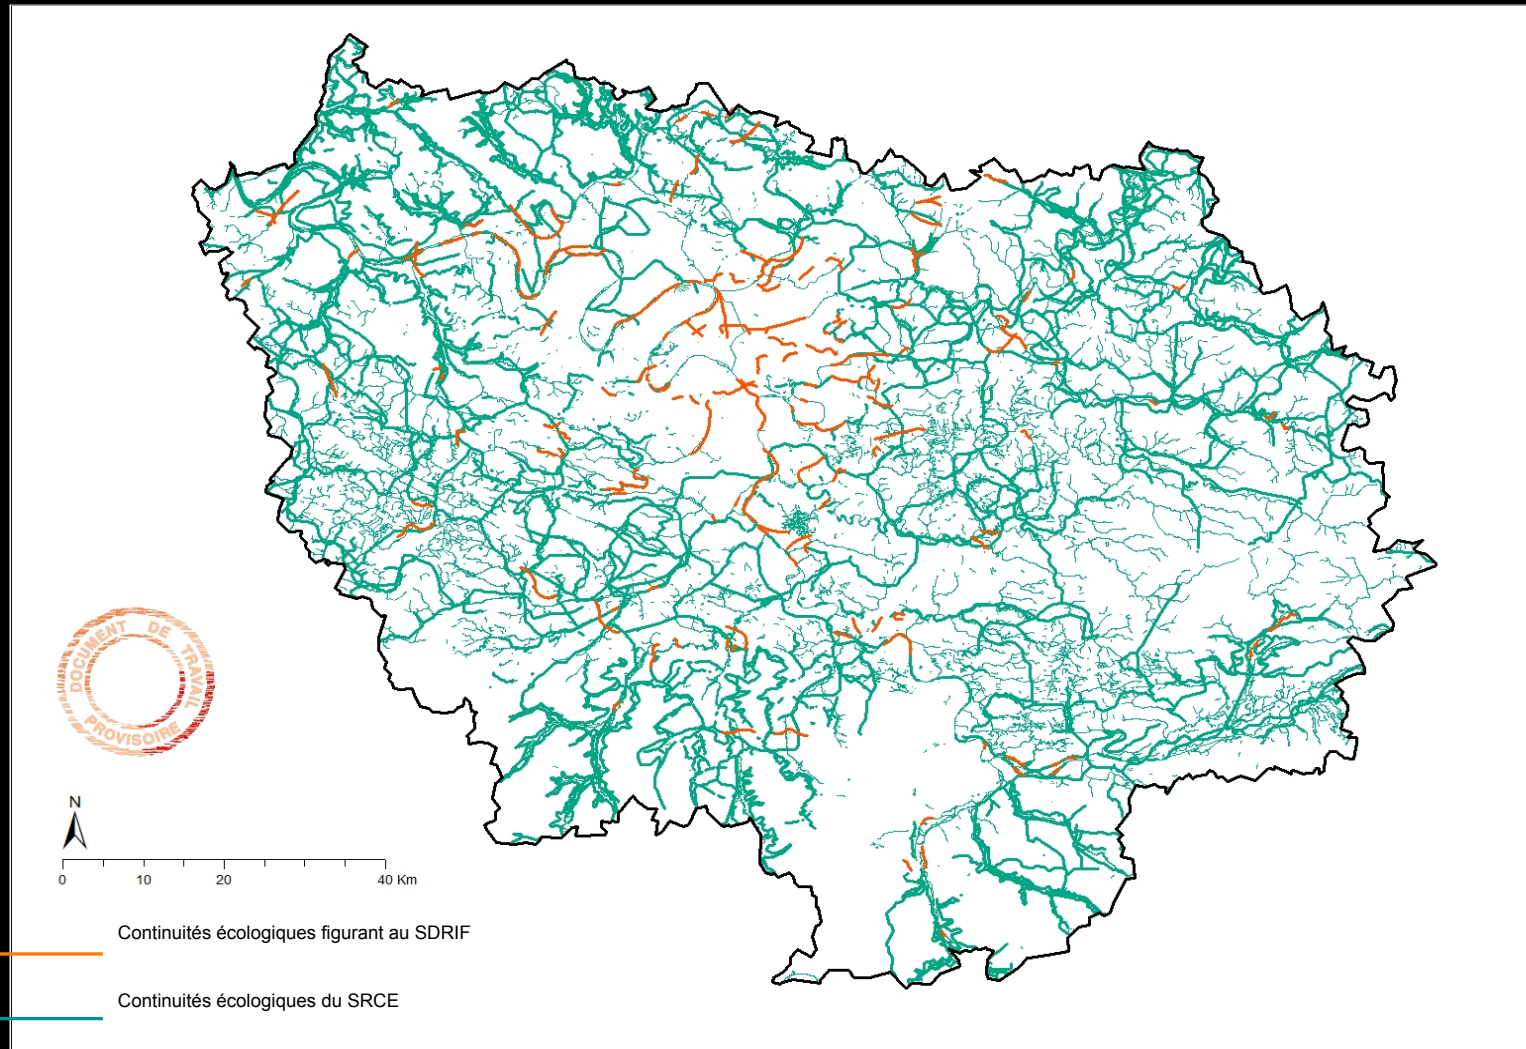 DOCUMENT DE TRAVAIL
PROVISOIRE
N
0 10 20 40 Km
Continuités écologiques figurant au SDRIF
Continuités écologiques du SRCE